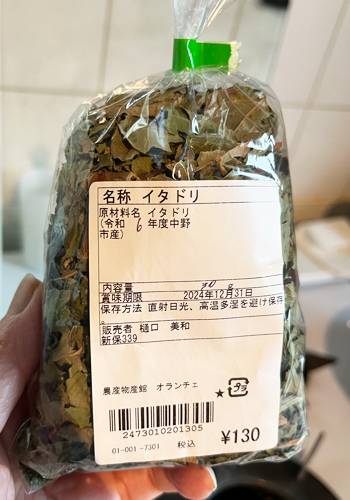 名称 イタドリ
原材料名 イタドリ
(令和 6 年度中野
市産)
内容量 30 g
賞味期限 2024年12月31日
保存方法 直射日光、高温多湿を避け保存
。
販売者 樋口 美和
新保339
農産物産館 オランチェ
★ プラ
2473010201305
01-001 -7301 税込 ¥130